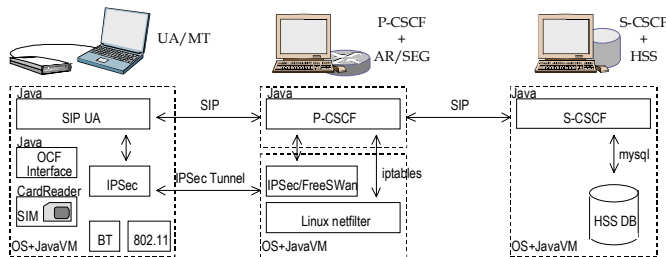 UA/MT
P-CSCF
+
AR/SEG
S-CSCF
+
HSS
Java
SIP UA
Java
OCF
Interface
CardReader
SIM
IPSec
BT
802.11
OS+JavaVM
SIP
IPSec Tunnel
Java
P-CSCF
iptables
IPSec/FreeSWan
Linux netfilter
OS+JavaVM
SIP
Java
S-CSCF
mysql
HSS DB
OS+JavaVM